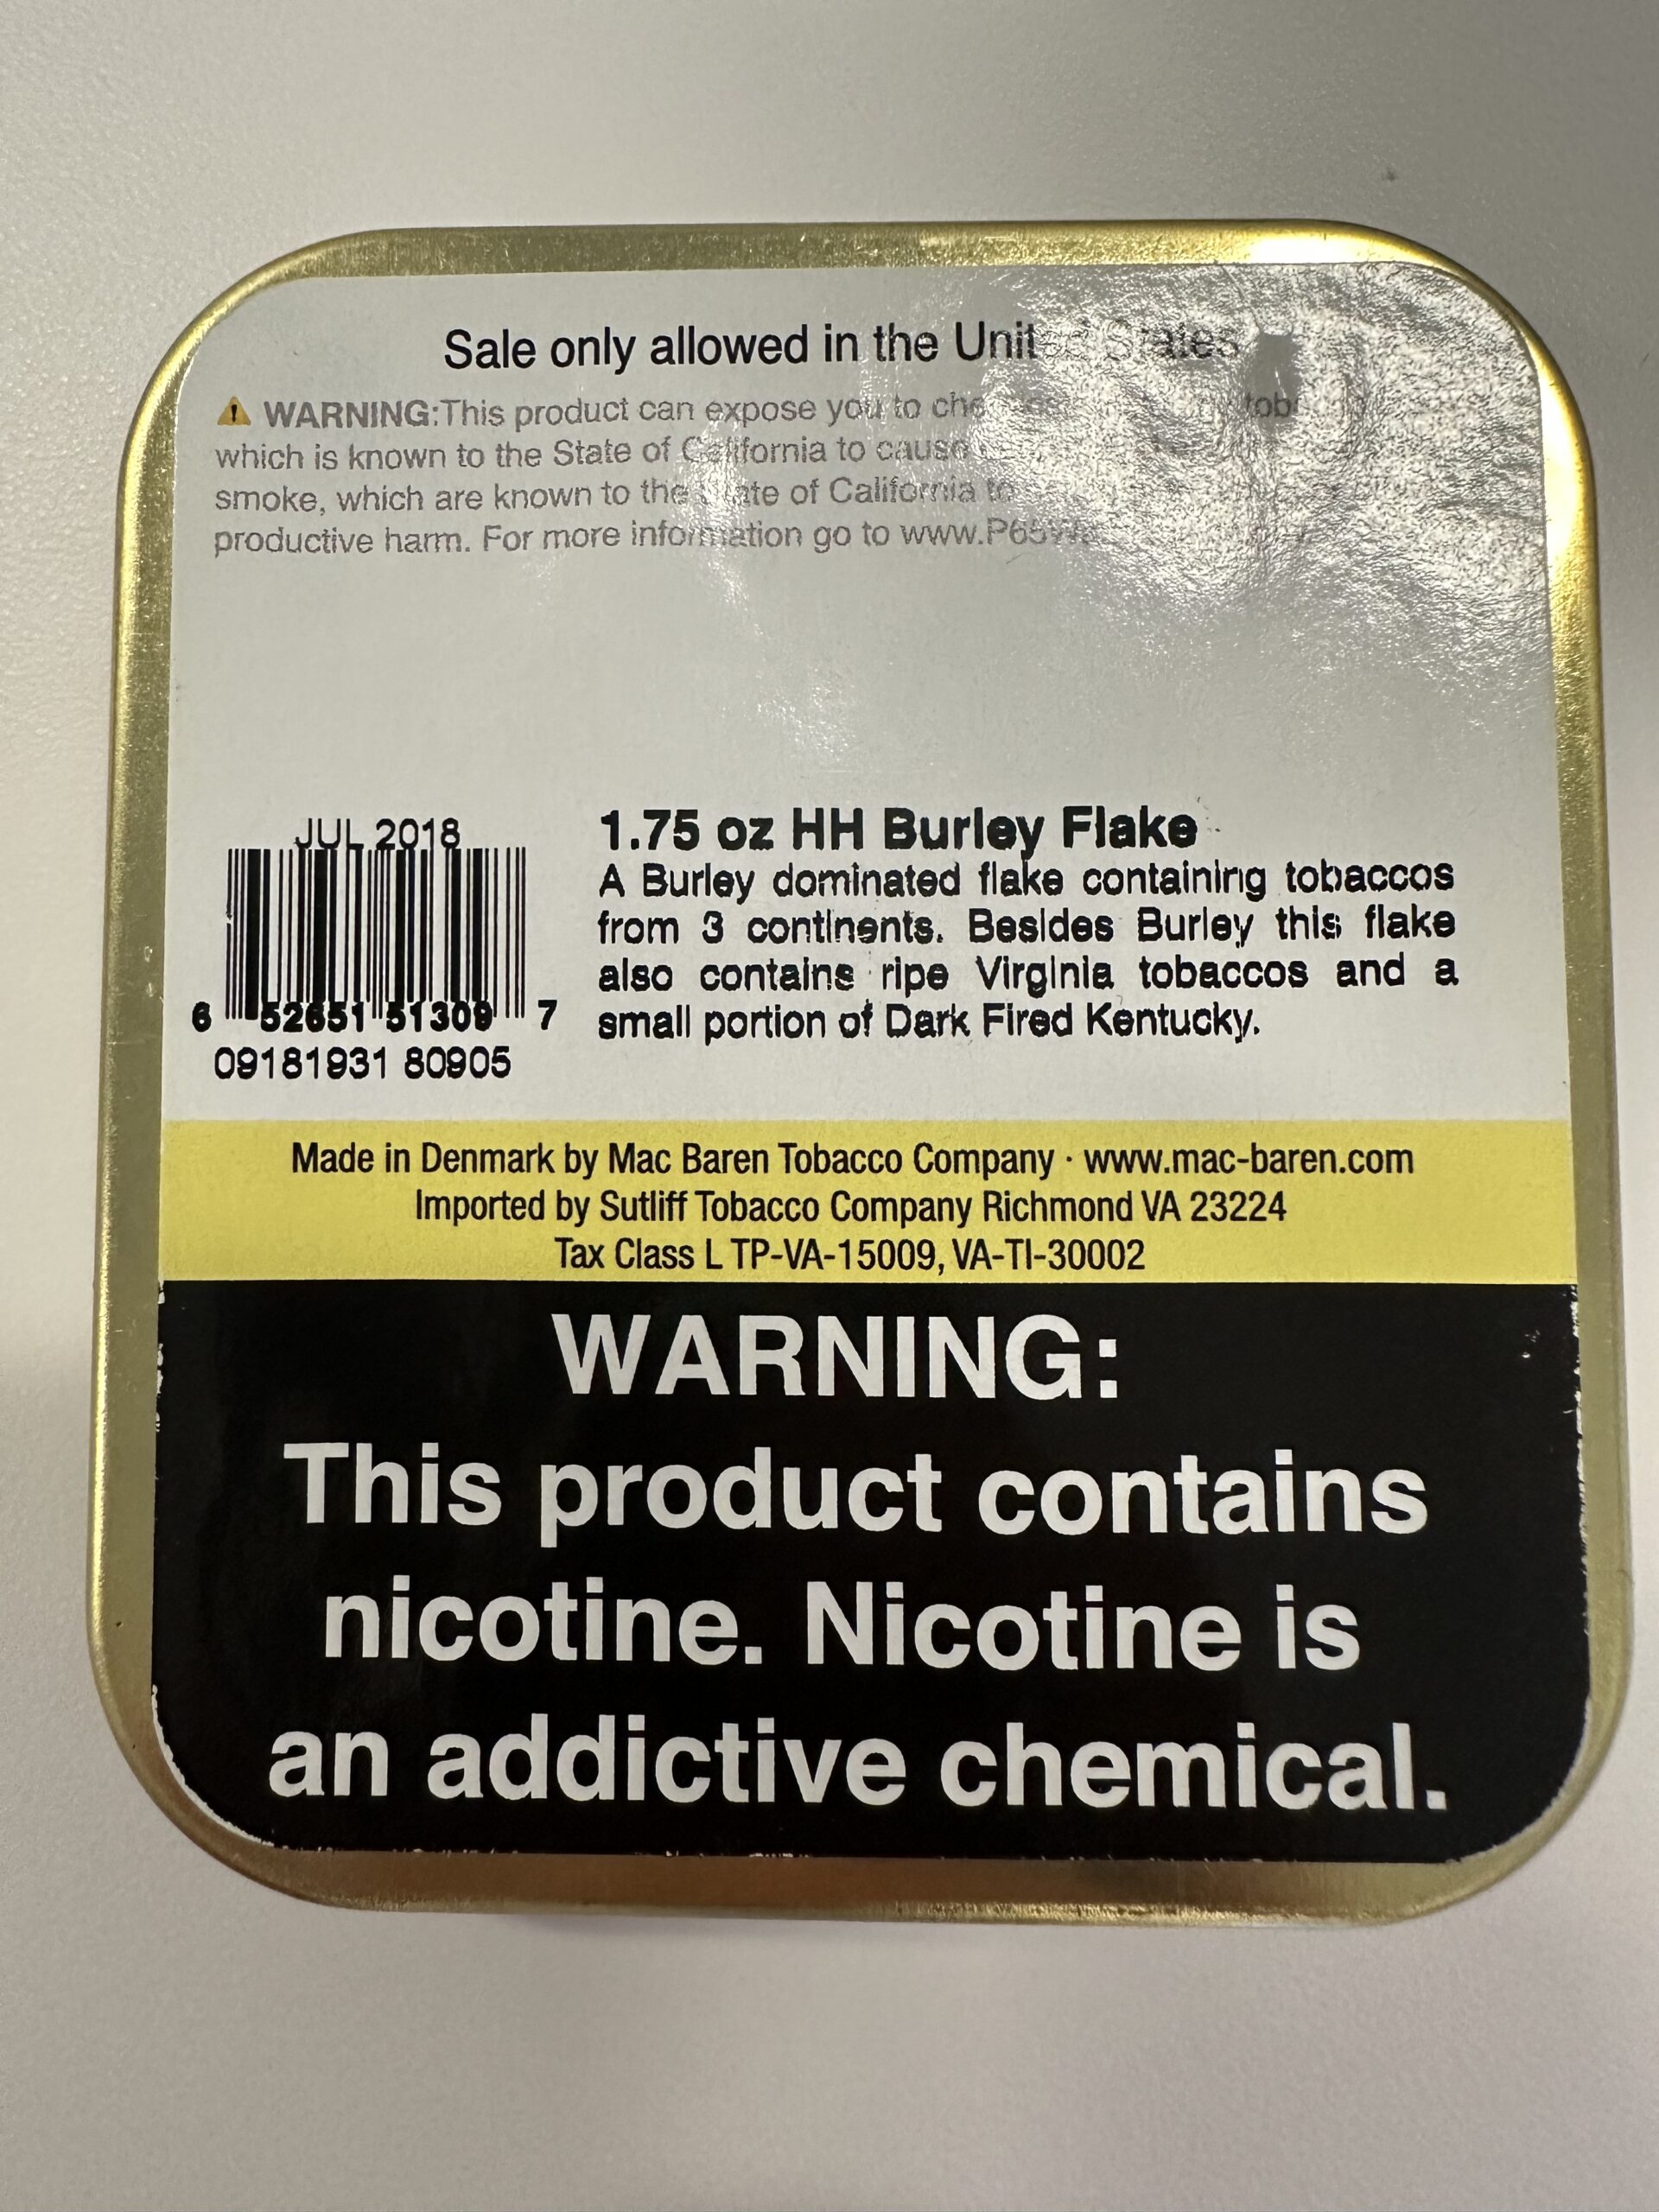 Sale only allowed in the United States
WARNING:This product can expose you to
which is known to the State of California to cause
smoke, which are known to the State of California to
productive harm. For more information go to
JUL 2018
6 52651 51309 7
09181931 80905
1.75 oz HH Burley Flake
A Burley dominated flake containing tobaccos
from 3 continents. Besides Burley this flake
also contains ripe Virginia tobaccos and a
small portion of Dark Fired Kentucky.
Made in Denmark by Mac Baren Tobacco Company · www.mac-baren.com
Imported by Sutliff Tobacco Company Richmond VA 23224
Tax Class L TP-VA-15009, VA-TI-30002
WARNING:
This product contains
nicotine. Nicotine is
an addictive chemical.